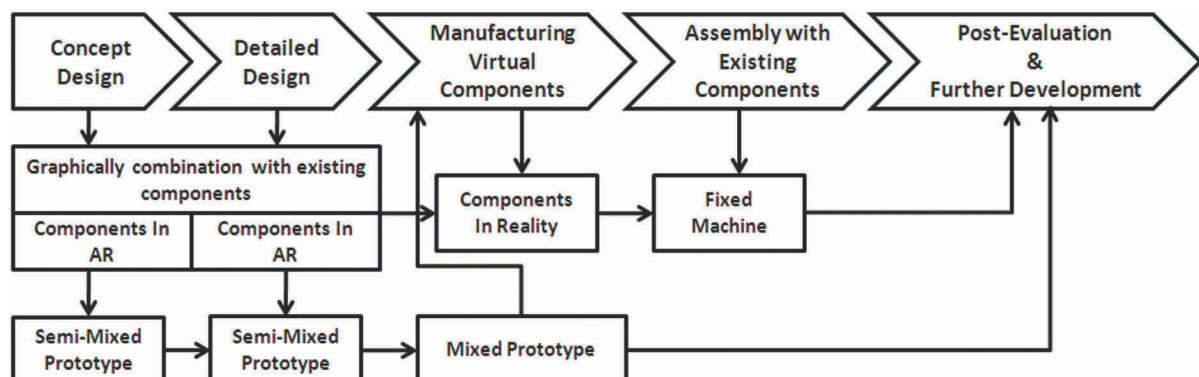 Concept
Design
Detailed
Design
Manufacturing
Virtual
Components
Assembly with
Existing
Components
Post-Evaluation
&
Further Development
Graphically combination with existing
components
Components In
AR
Components In
AR
Components
In Reality
Fixed
Machine
Semi-Mixed
Prototype
Semi-Mixed
Prototype
Mixed Prototype